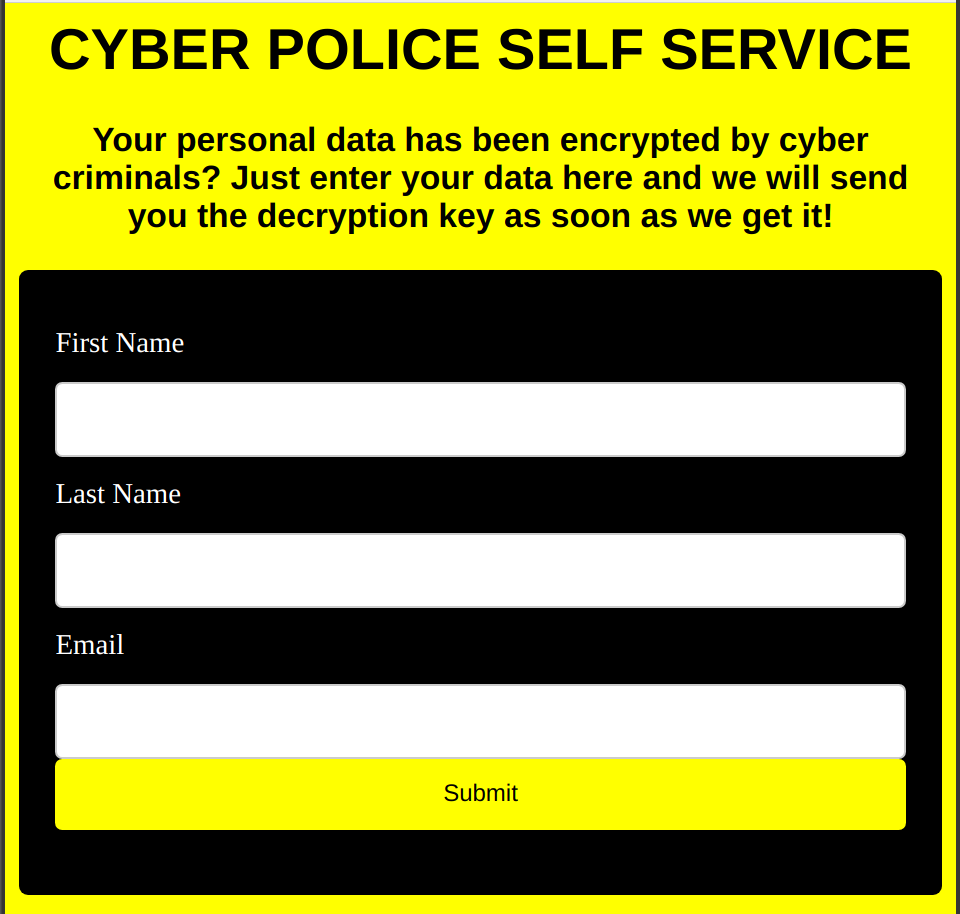 CYBER POLICE SELF SERVICE
Your personal data has been encrypted by cyber
criminals? Just enter your data here and we will send
you the decryption key as soon as we get it!
First Name
Last Name
Email
Submit